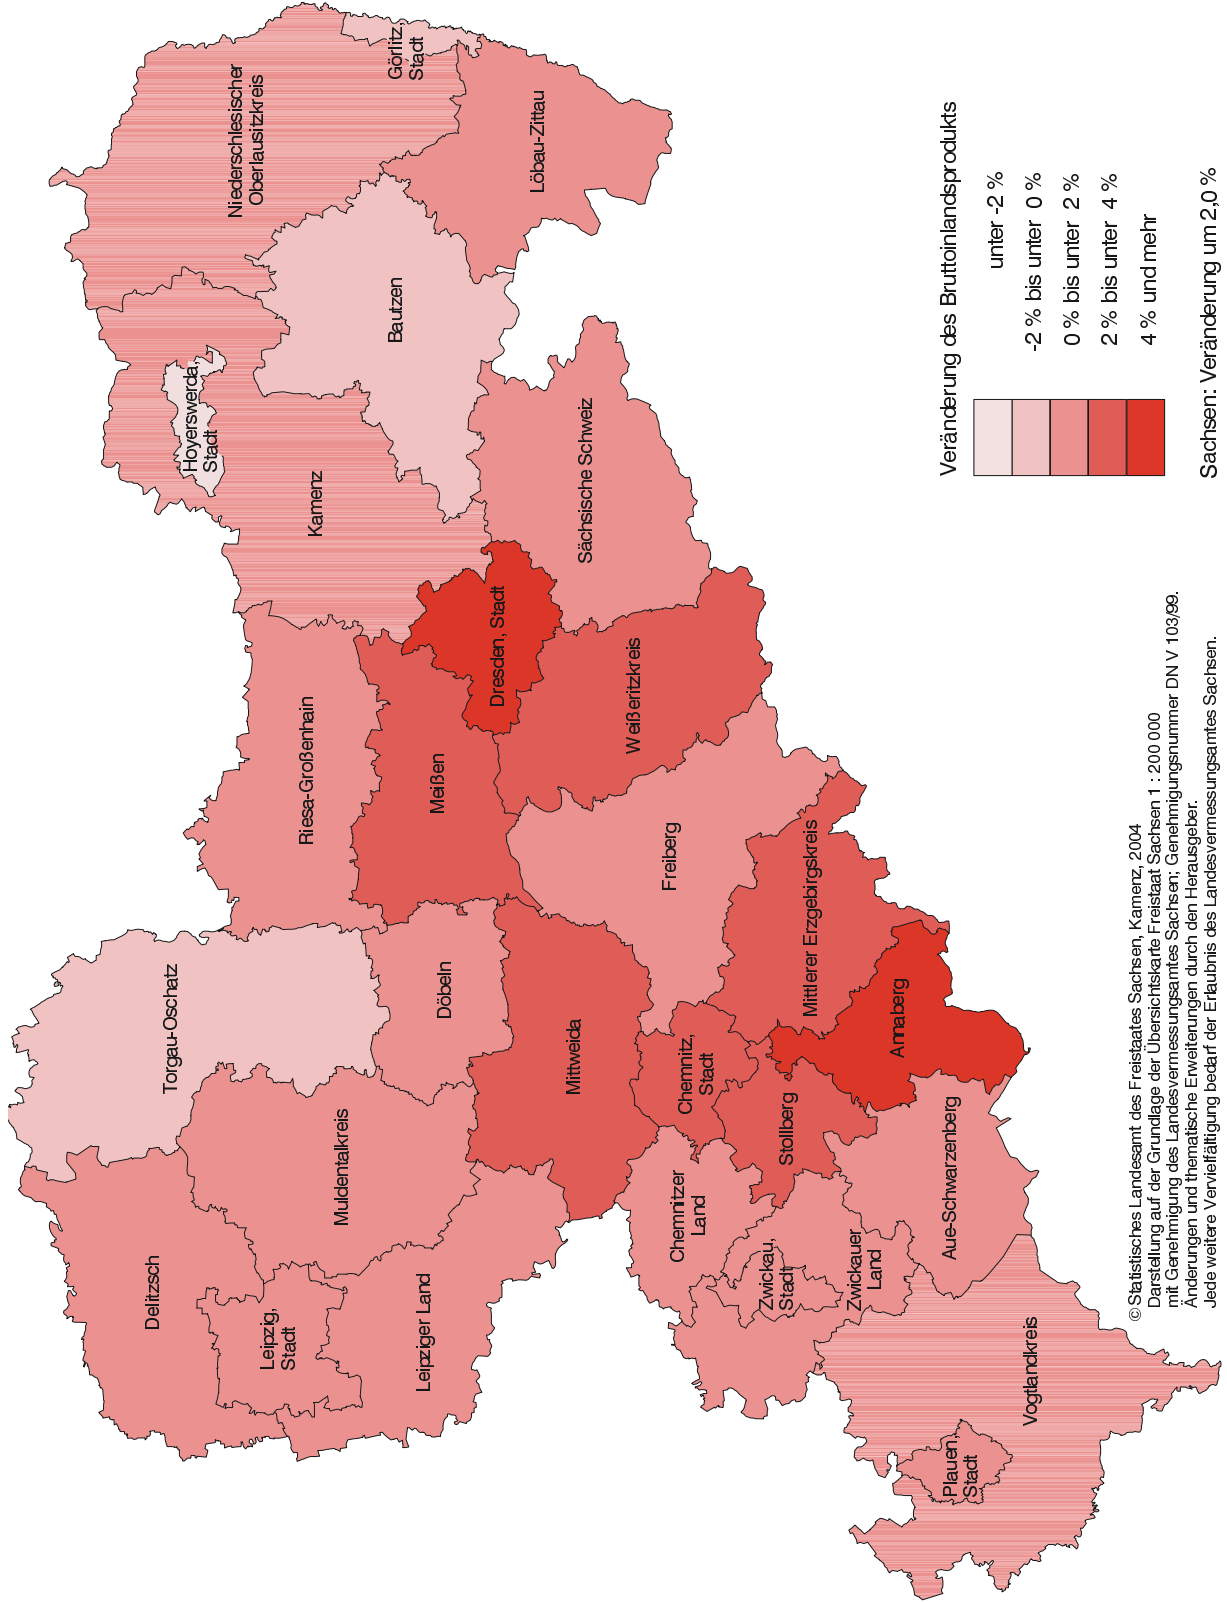 Torgau-Oschatz
Delitzsch
Leipzig,
Stadt
Muldentalkreis
Leipziger Land
Döbeln
Riesa-Großenhain
Meißen
Kamenz
Hoyerswerda,
Stadt
Niederschlesischer
Oberlausitzkreis
Görlitz,
Stadt
Bautzen
Löbau-Zittau
Dresden, Stadt
Sächsische Schweiz
Weißeritzkreis
Freiberg
Mittweida
Mittlerer Erzgebirgskreis
Chemnitz,
Stadt
Stollberg
Annaberg
Chemnitzer
Land
Zwickau,
Stadt
Zwickauer
Land
Aue-Schwarzenberg
Vogtlandkreis
Plauen,
Stadt
Veränderung des Bruttoinlandsprodukts
unter -2 %
-2 % bis unter 0 %
0 % bis unter 2 %
2 % bis unter 4 %
4 % und mehr
Sachsen: Veränderung um 2,0 %
© Statistisches Landesamt des Freistaates Sachsen, Kamenz, 2004
Darstellung auf der Grundlage der Übersichtskarte Freistaat Sachsen 1 : 200 000
mit Genehmigung des Landesvermessungsamtes Sachsen; Genehmigungsnummer DN V 103/99.
Änderungen und thematische Erweiterungen durch den Herausgeber.
Jede weitere Vervielfältigung bedarf der Erlaubnis des Landesvermessungsamtes Sachsen.